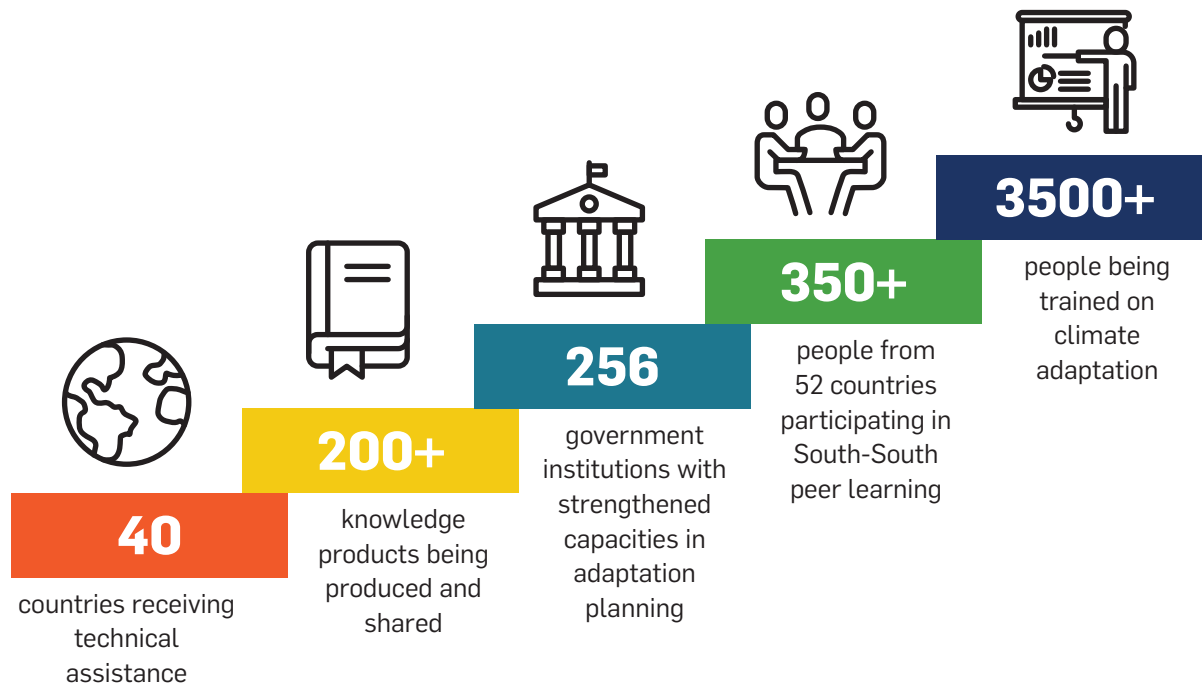 40
countries receiving
technical
assistance
200+
knowledge
products being
produced and
shared
256
government
institutions with
strengthened
capacities in
adaptation
planning
350+
people from
52 countries
participating in
South-South
peer learning
3500+
people being
trained on
climate
adaptation